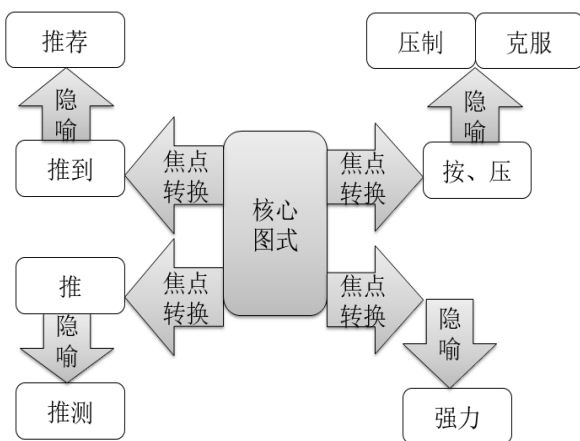 推荐
压制
克服
隐
喻
隐
喻
推到
焦点
转换
核心
图式
焦点
转换
按、压
推
焦点
转换
焦点
转换
隐
喻
隐
喻
推测
强力